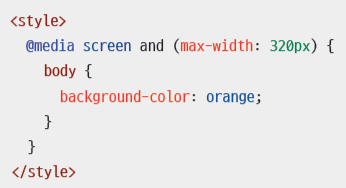 <style>
@media screen and (max-width: 320px) {
body {
background-color: orange;
}
}
</style>